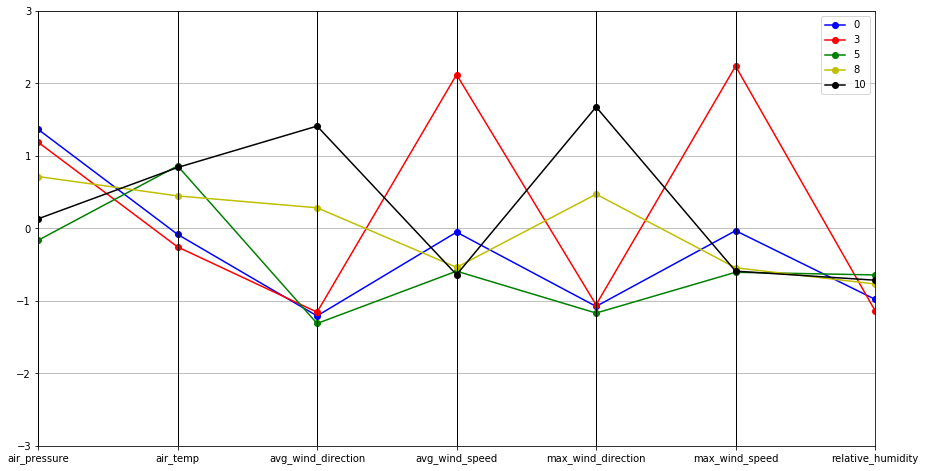 3
2
1
0
−1
−2
−3
air_pressure
air_temp
avg_wind_direction
avg_wind_speed
max_wind_direction
max_wind_speed
relative_humidity
0
3
5
8
10